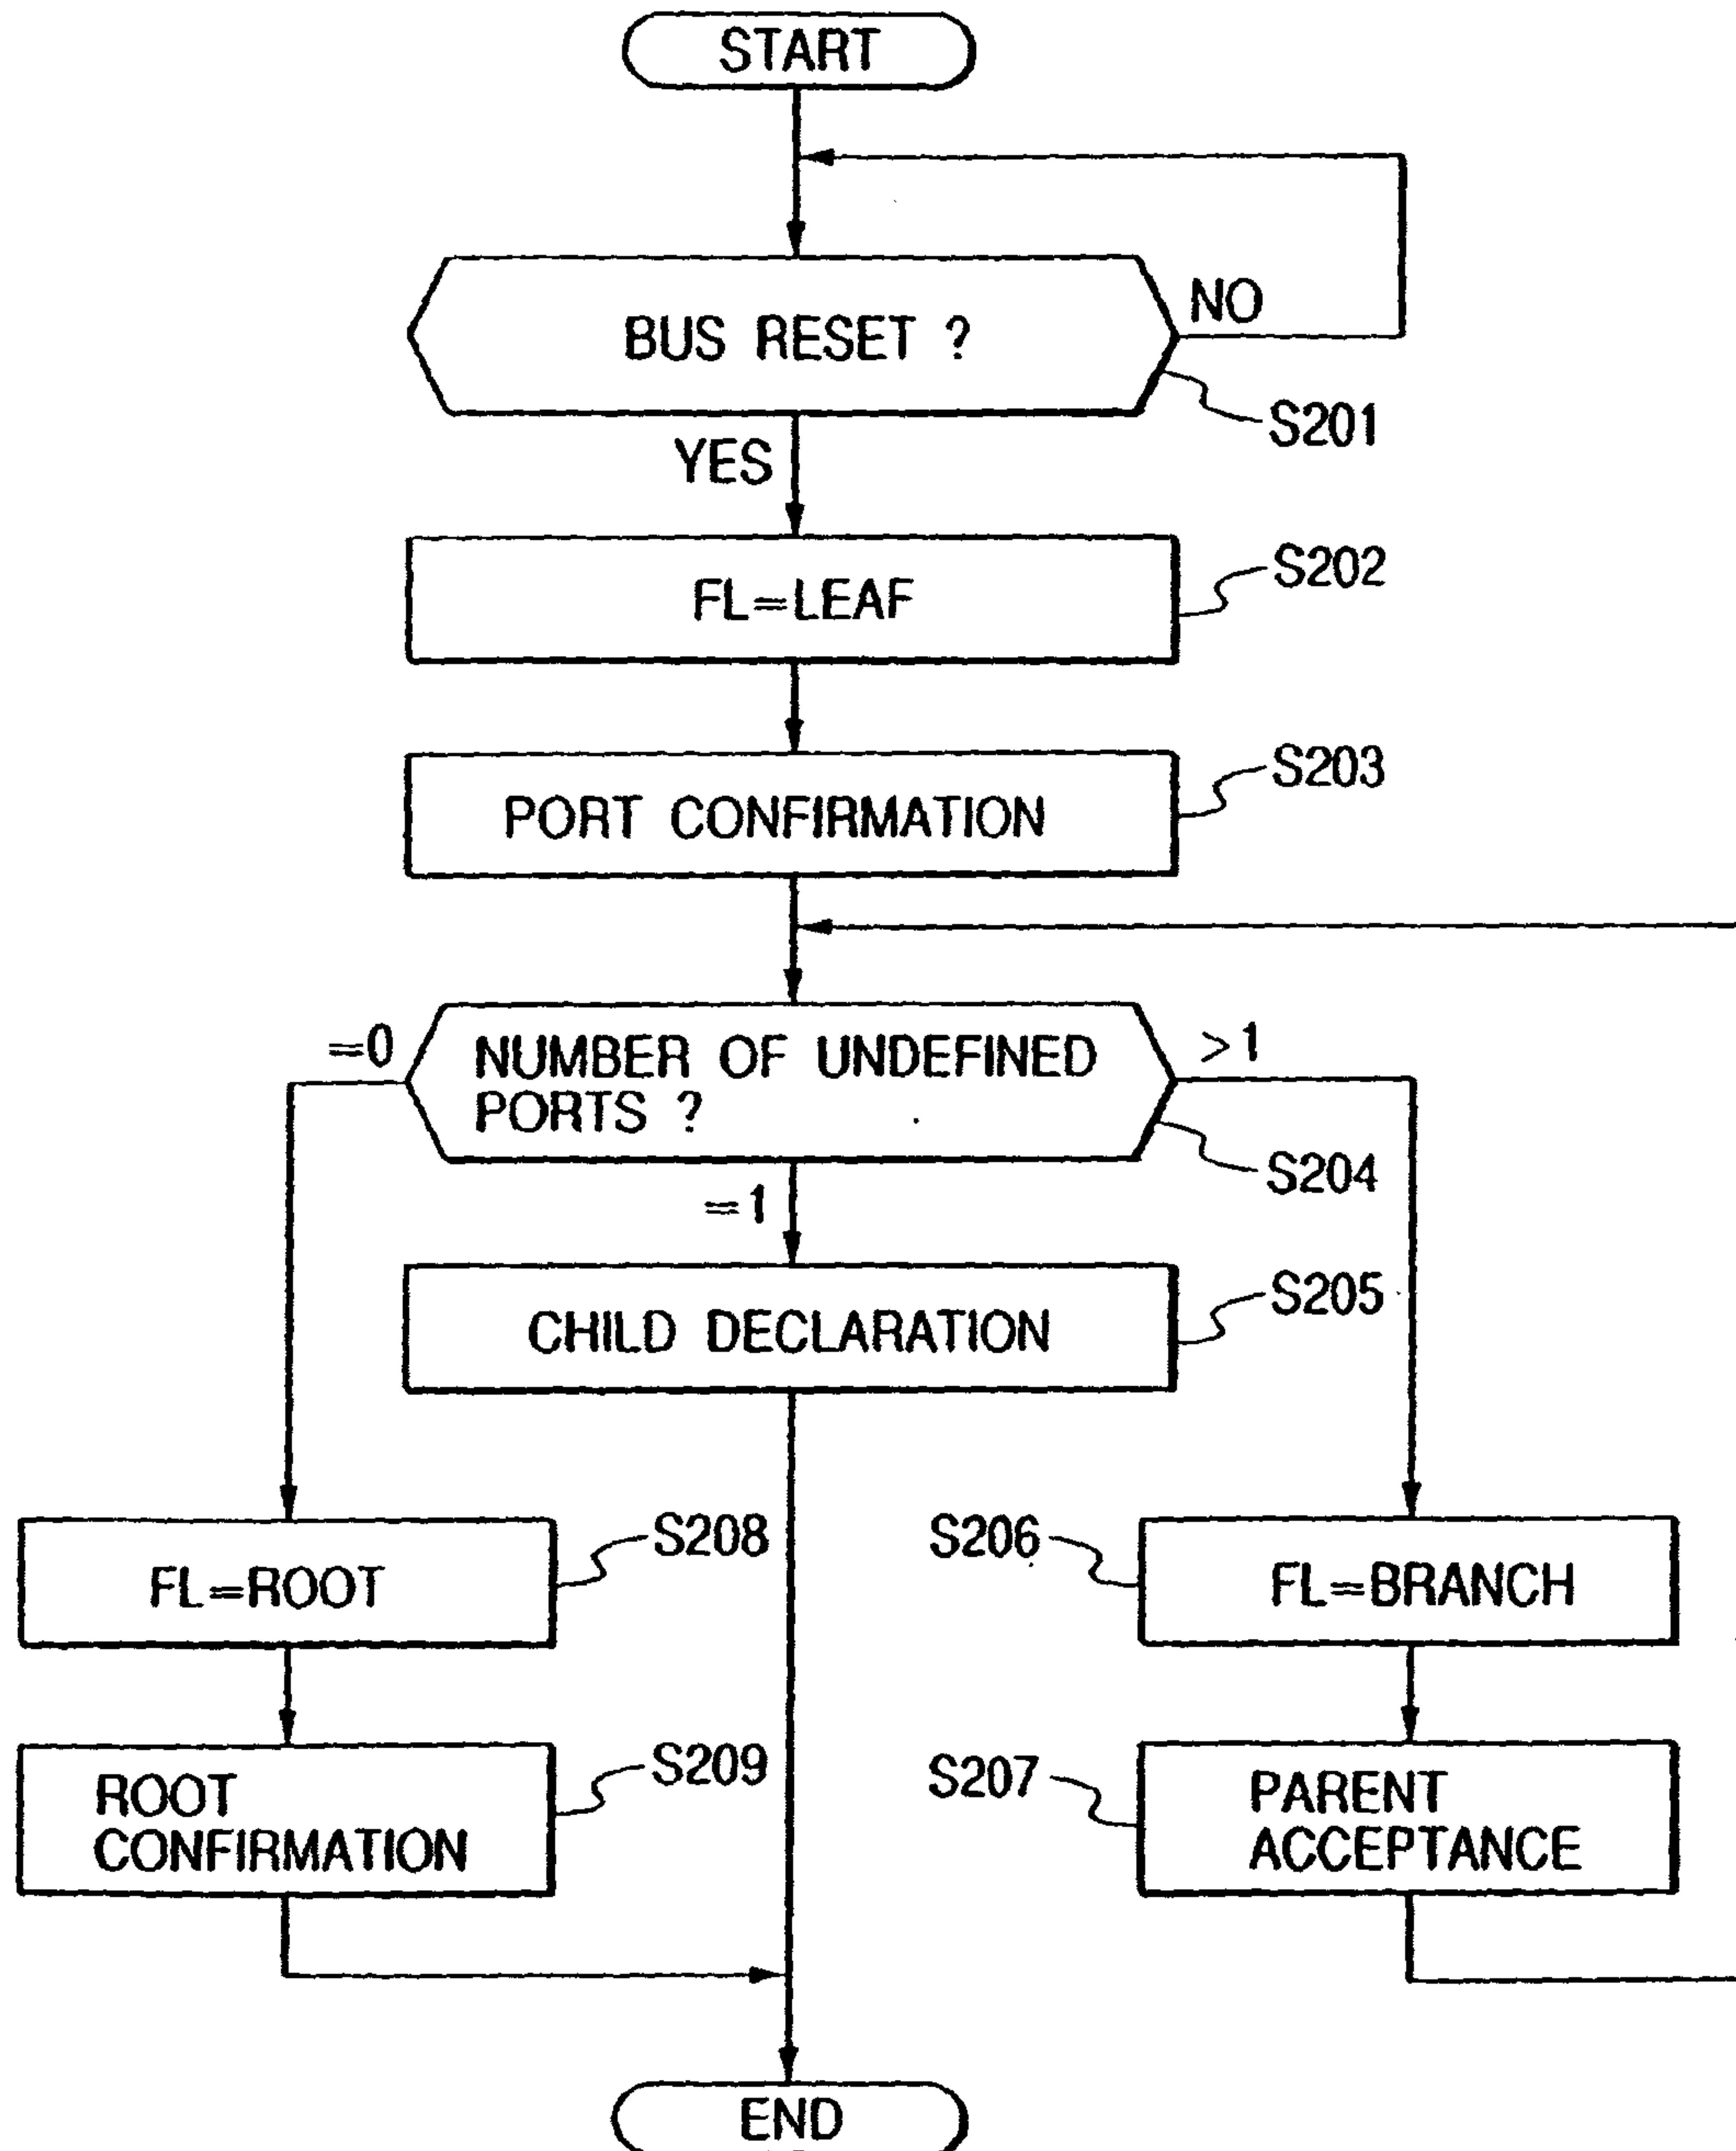 START
NO
BUS RESET ?
S201
YES
S202
FL=LEAF
S203
PORT CONFIRMATION
=0
>1
NUMBER OF UNDEFINED
PORTS ?
S204
=1
S205
CHILD DECLARATION
S208
S206
FL=ROOT
FL=BRANCH
S209
S207
ROOT
CONFIRMATION
PARENT
ACCEPTANCE
END